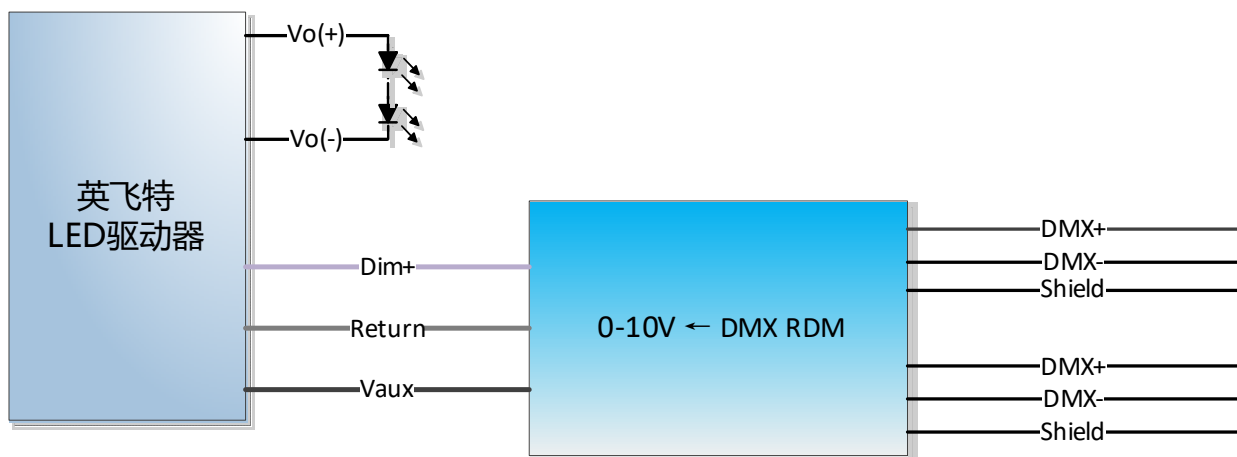 Vo(+)
Vo(-)
英飞特
LED驱动器
Dim+
Return
Vaux
0-10V ← DMX RDM
DMX+
DMX-
Shield
DMX+
DMX-
Shield